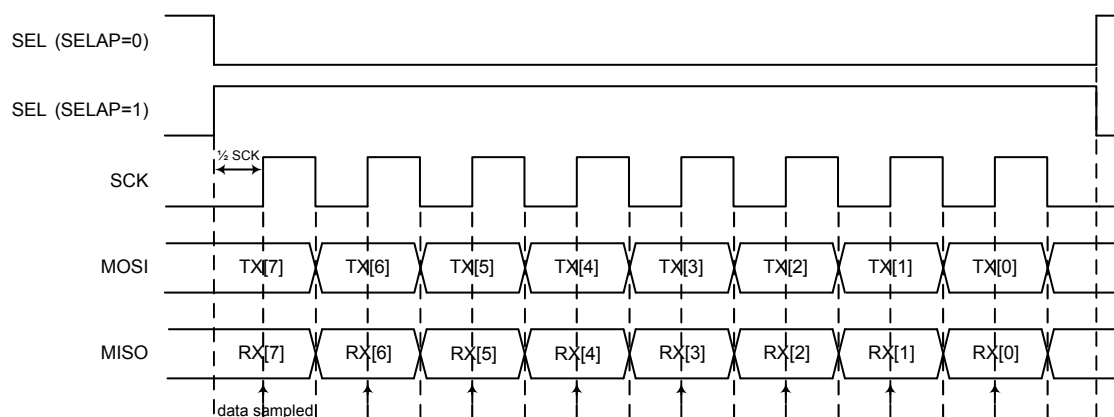 SEL (SELAP=0)
SEL (SELAP=1)
½ SCK
SCK
MOSI TX[7] TX[6] TX[5] TX[4] TX[3] TX[2] TX[1] TX[0]
MISO RX[7] RX[6] RX[5] RX[4] RX[3] RX[2] RX[1] RX[0]
data sampled